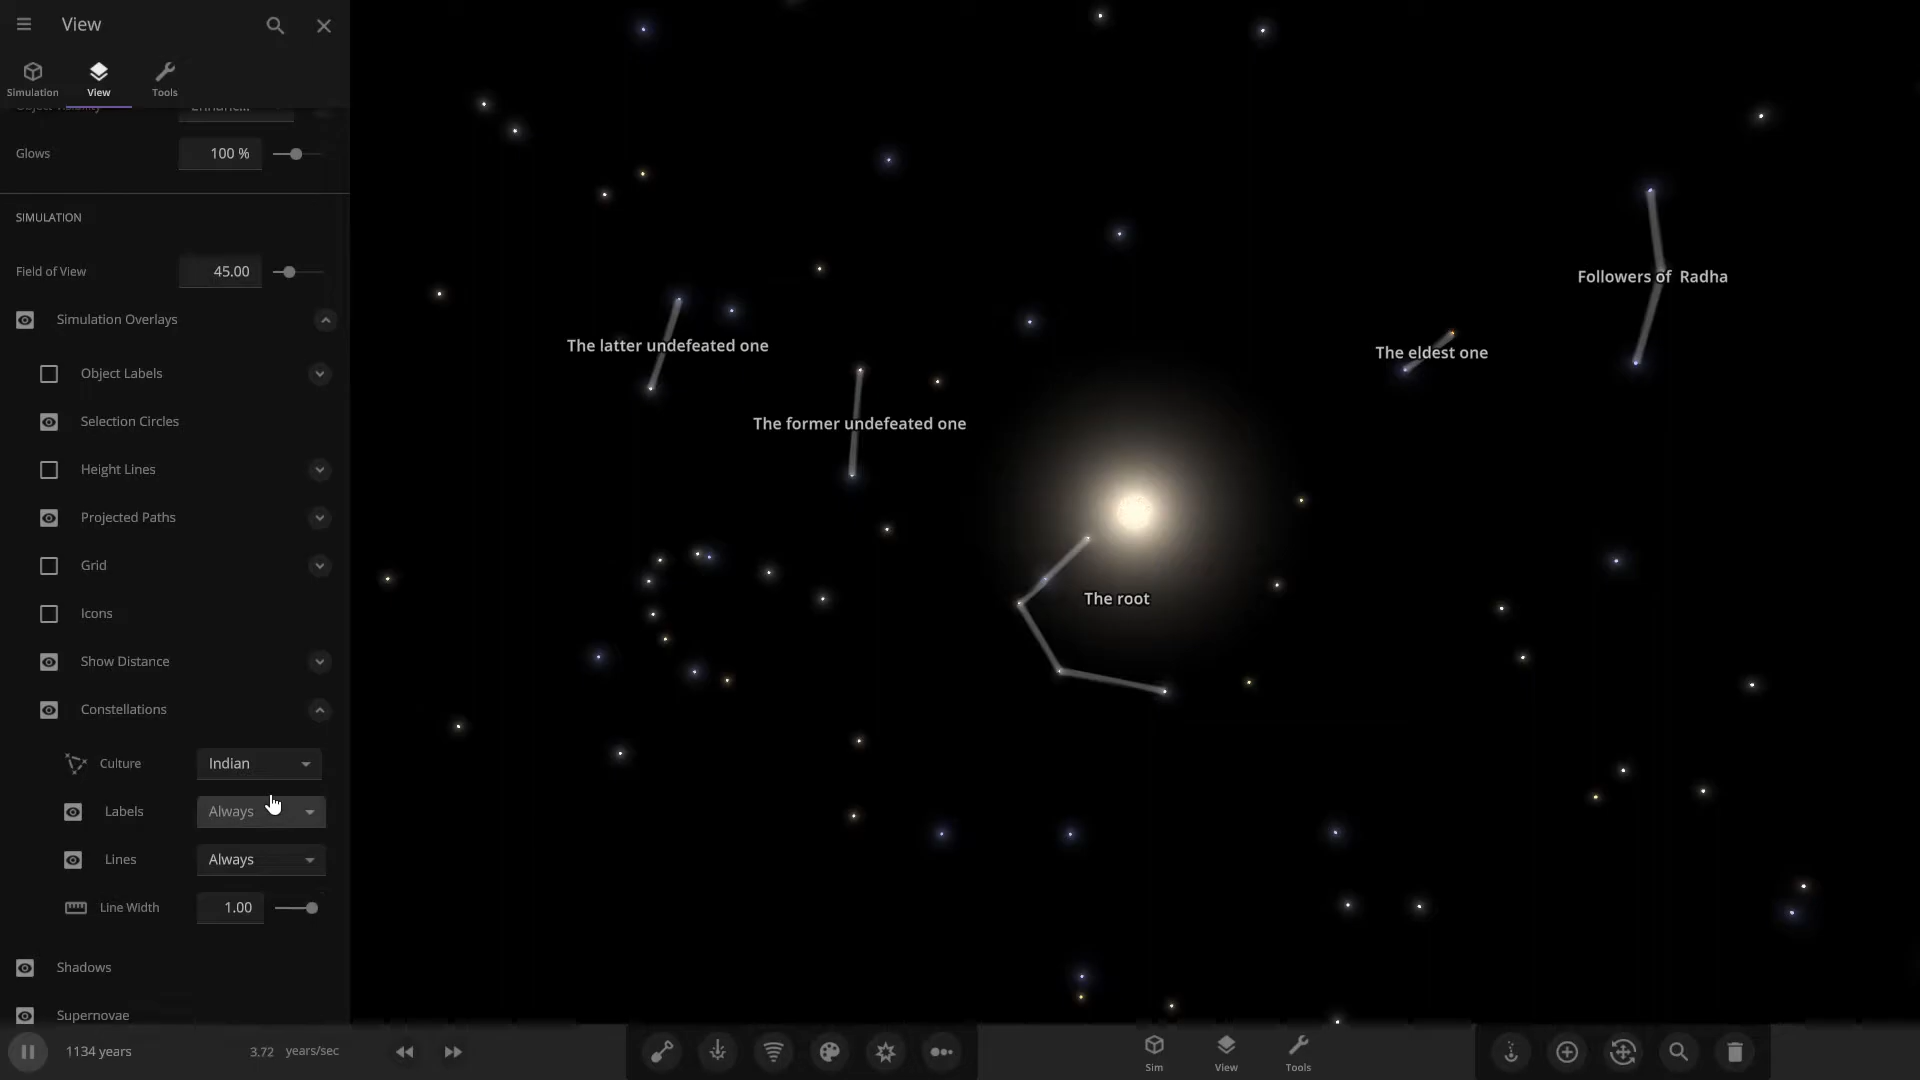 View
Simulation
View
Tools
Glows
100 %
SIMULATION
Field of View
45.00
Simulation Overlays
Object Labels
Selection Circles
Height Lines
Projected Paths
Grid
Icons
Show Distance
Constellations
Culture
Indian
Labels
Always
Lines
Always
Line Width
1.00
Shadows
Supernovae
The latter undefeated one
The former undefeated one
The root
The eldest one
Followers of Radha
1134 years
3.72 years/sec
Sim
View
Tools